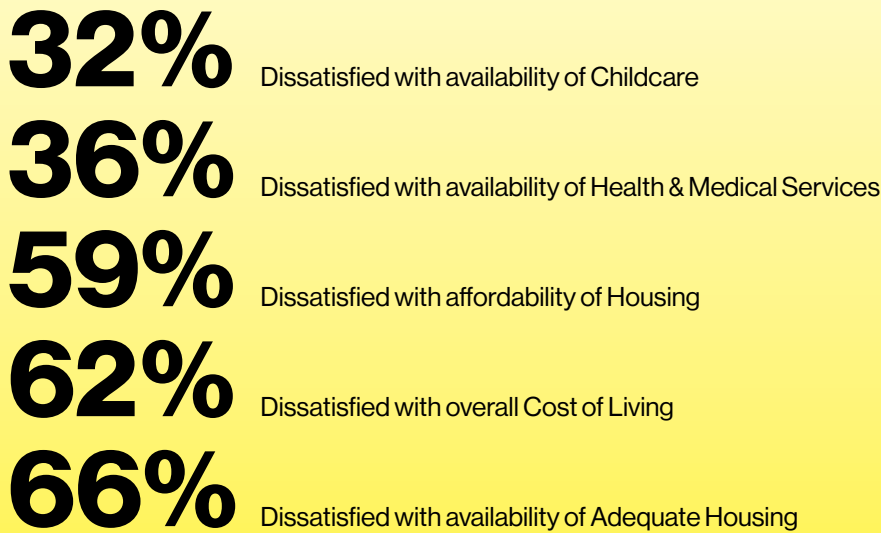 32% Dissatisfied with availability of Childcare
36% Dissatisfied with availability of Health & Medical Services
59% Dissatisfied with affordability of Housing
62% Dissatisfied with overall Cost of Living
66% Dissatisfied with availability of Adequate Housing